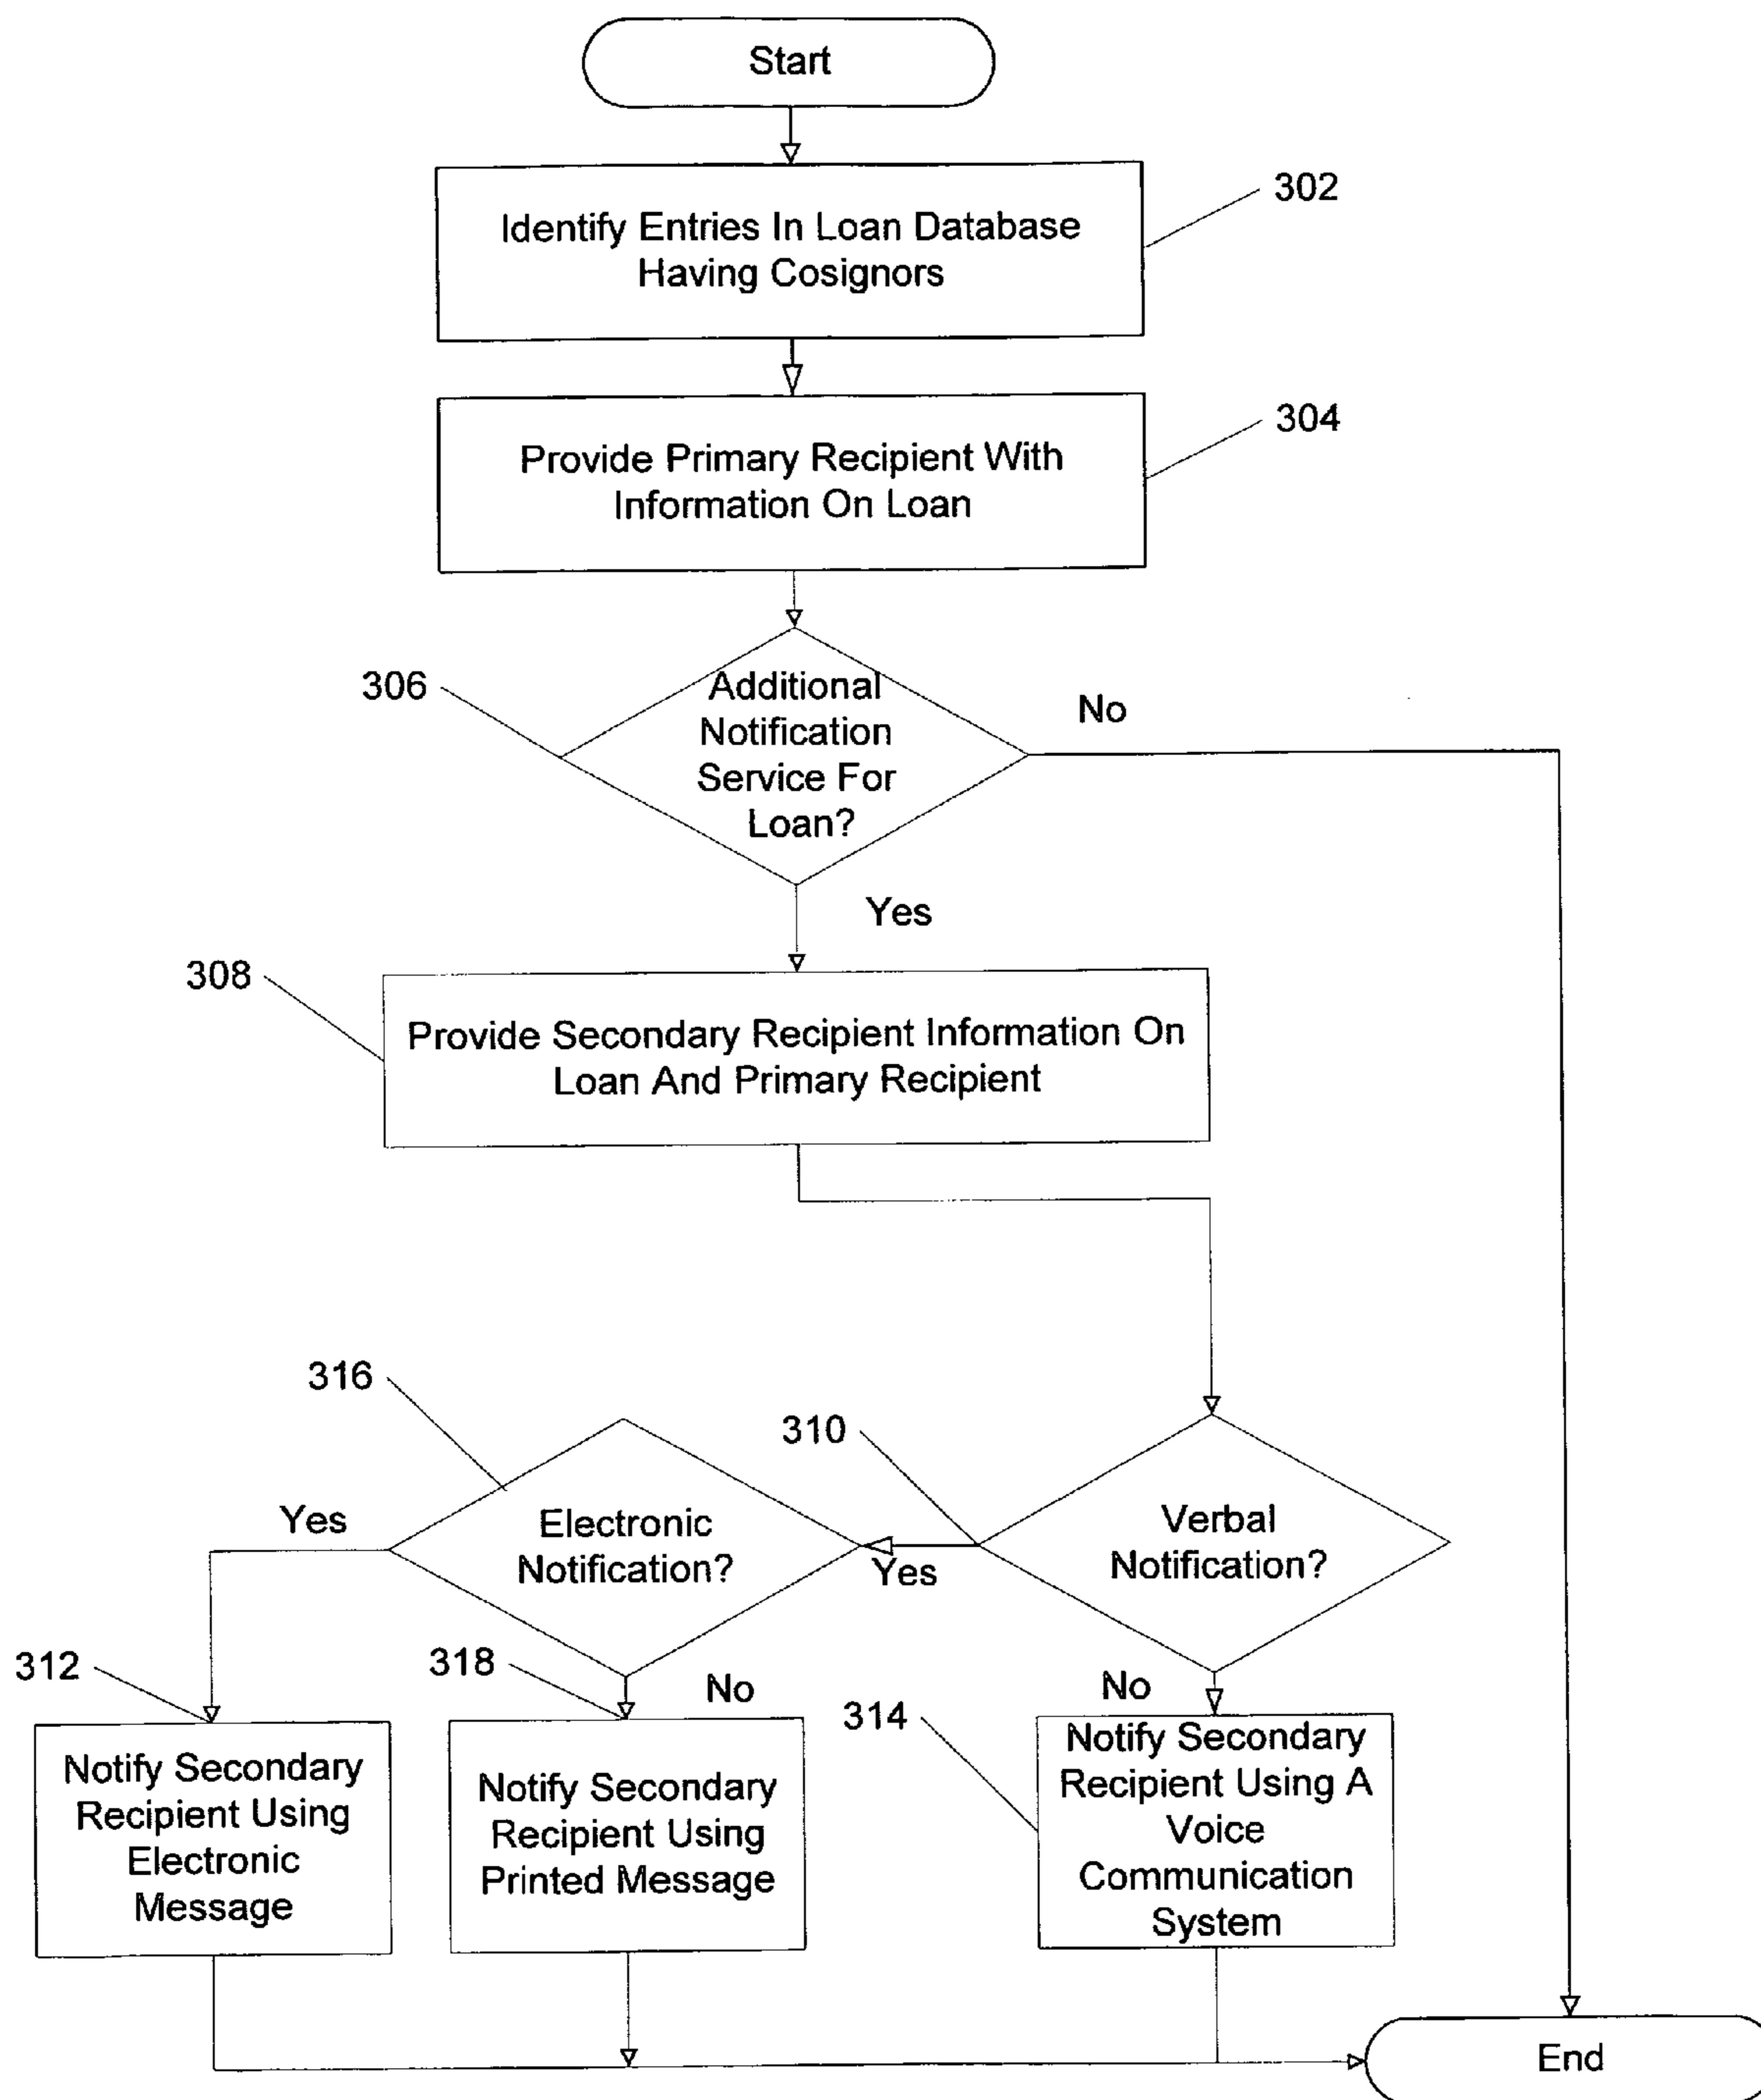 Start
302
Identify Entries In Loan Database
Having Cosignors
304
Provide Primary Recipient With
Information On Loan
306
Additional
Notification
Service For
Loan?
No
Yes
308
Provide Secondary Recipient Information On
Loan And Primary Recipient
316
310
Yes
Electronic
Notification?
Yes
Verbal
Notification?
312
318
No
No
314
Notify Secondary
Recipient Using
Electronic
Message
Notify Secondary
Recipient Using
Printed Message
Notify Secondary
Recipient Using A
Voice
Communication
System
End